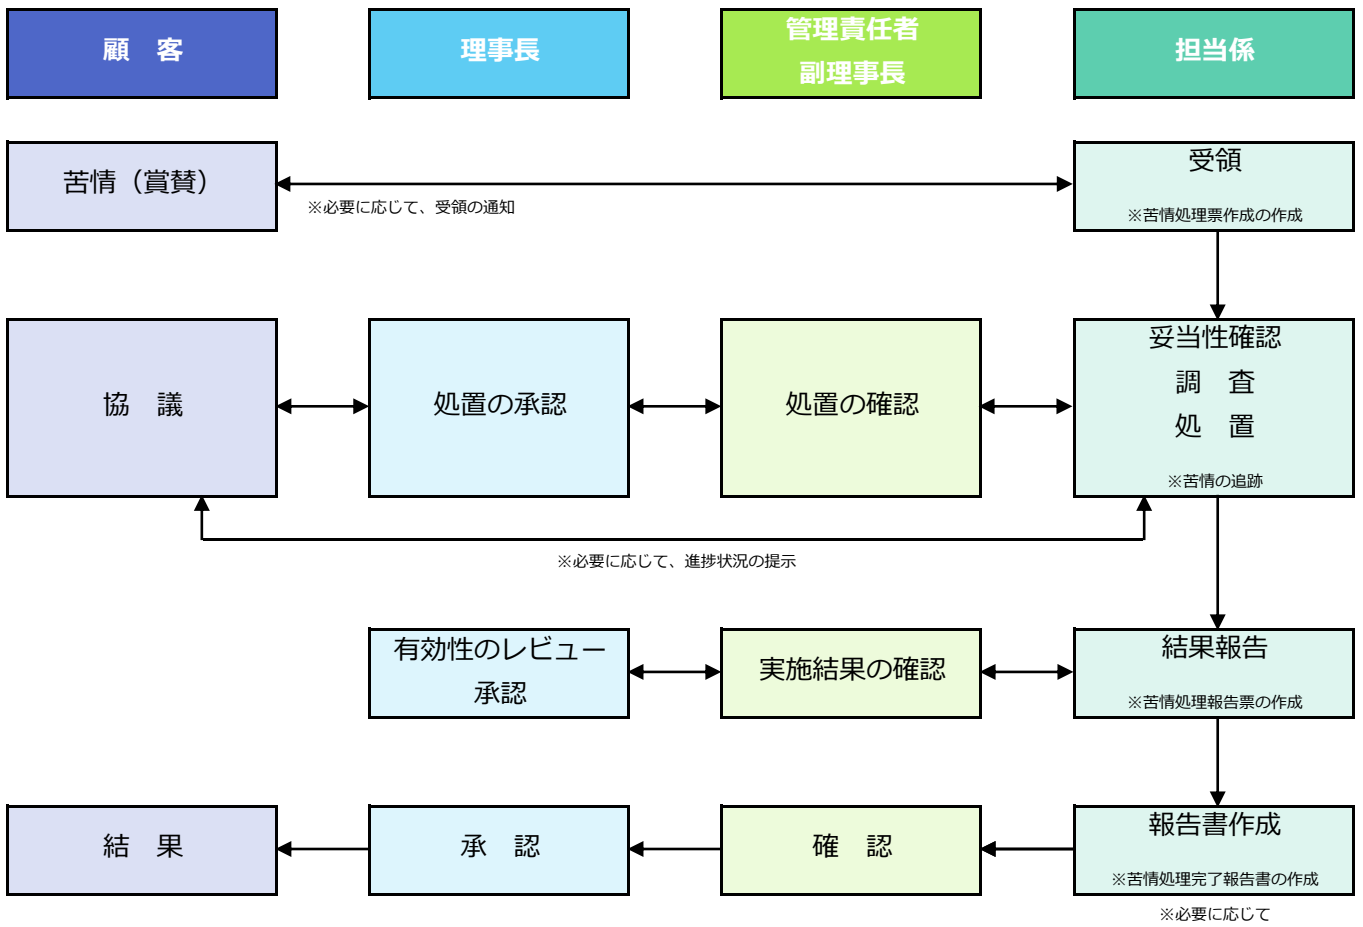 顧　客
理事長
管理責任者
副理事長
担当係
苦情（賞賛）
※必要に応じて、受領の通知
受領
※苦情処理票作成の作成
協　議
処置の承認
処置の確認
妥当性確認
調　査
処　置
※苦情の追跡
※必要に応じて、進捗状況の提示
有効性のレビュー
承認
実施結果の確認
結果報告
※苦情処理報告票の作成
結　果
承　認
確　認
報告書作成
※苦情処理完了報告書の作成
※必要に応じて